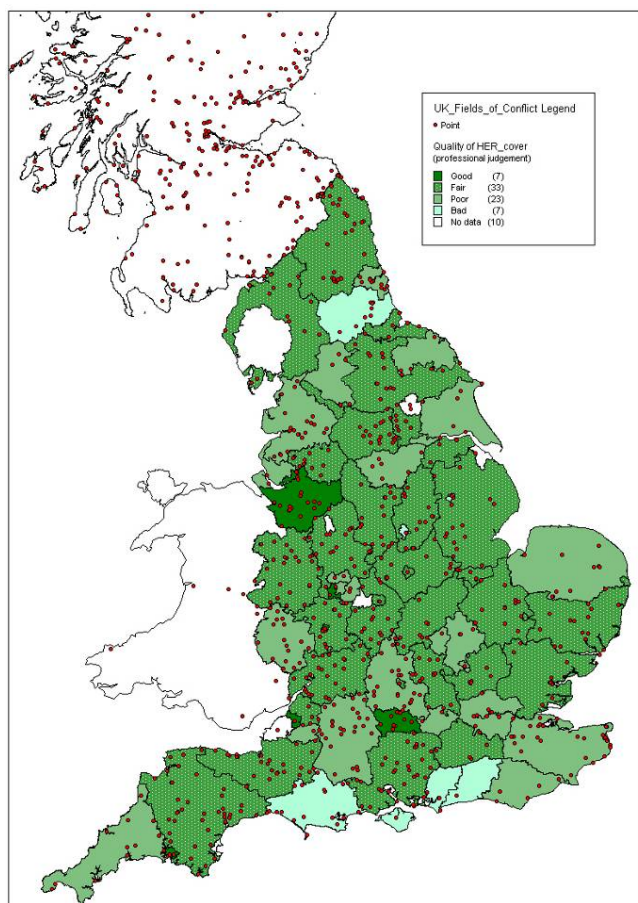 UK_Fields_of_Conflict Legend
Point
Quality of HER_cover
(professional judgement)
Good (7)
Fair (33)
Poor (23)
Bad (7)
No data (10)